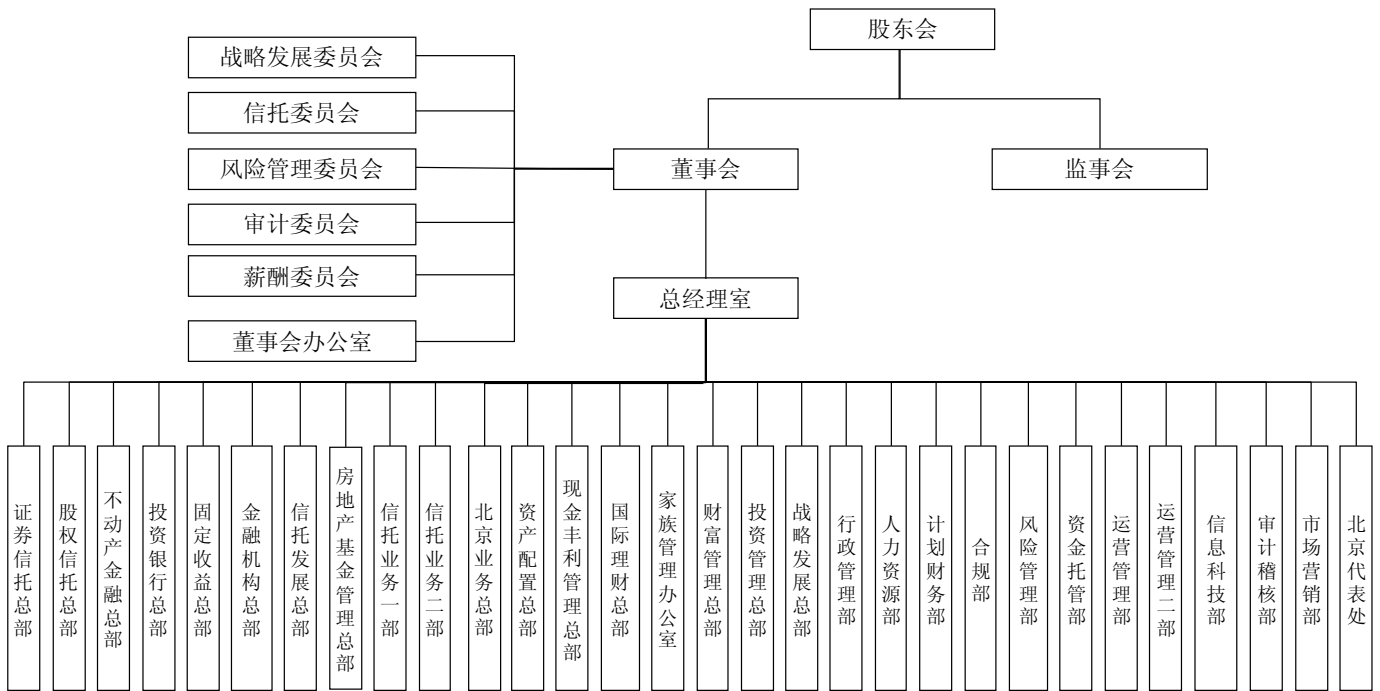 股东会
战略发展委员会
信托委员会
风险管理委员会
审计委员会
薪酬委员会
董事会办公室
董事会
监事会
总经理室
证券信托总部
股权信托总部
不动产金融总部
投资银行总部
固定收益总部
金融机构总部
信托发展总部
房地产基金管理总部
信托业务一部
信托业务二部
北京业务总部
资产配置总部
现金丰利管理总部
国际理财总部
家族管理办公室
财富管理总部
投资管理总部
战略发展总部
行政管理部
人力资源部
计划财务部
合规部
风险管理部
资金托管部
运营管理部
运营管理二部
信息科技部
审计稽核部
市场营销部
北京代表处